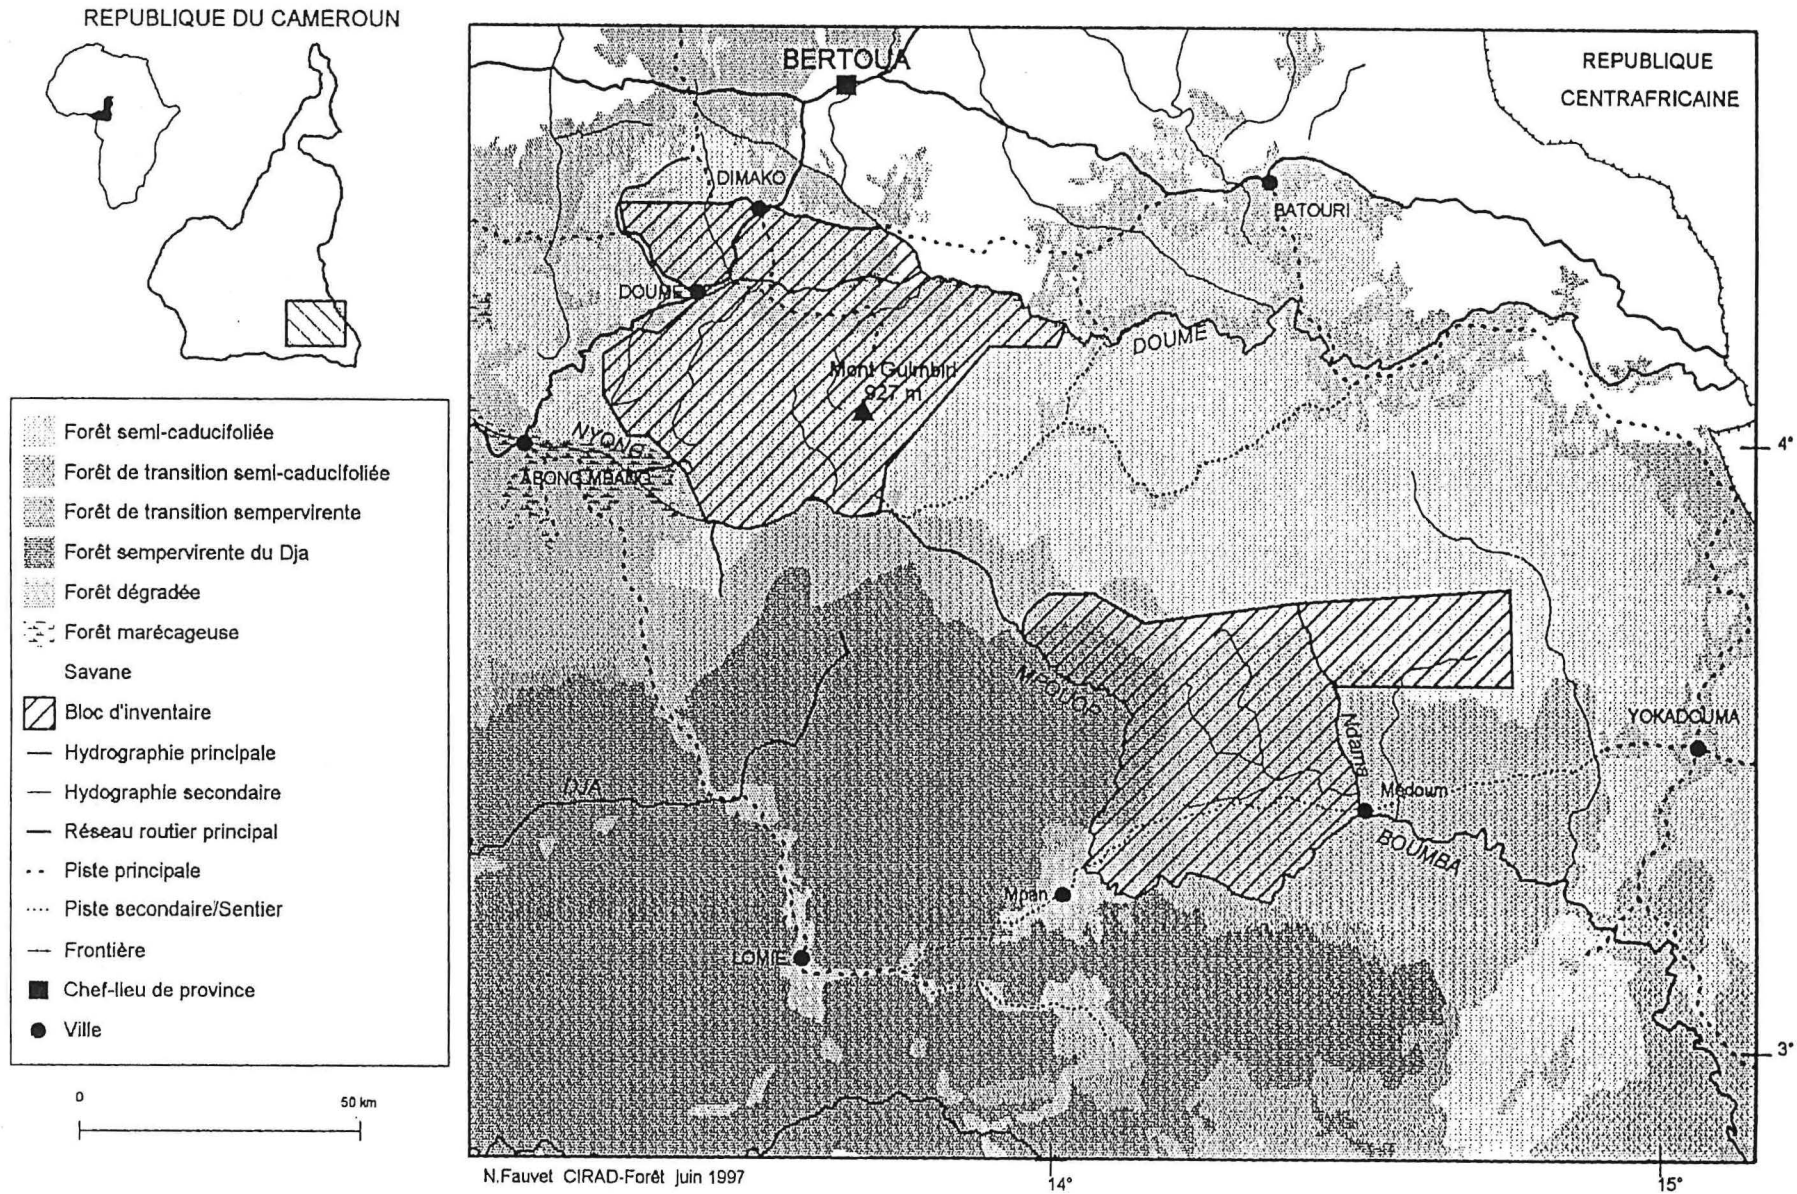 REPUBLIQUE DU CAMEROUN
BERTOUA
REPUBLIQUE
CENTRAFRICAINE
DIMAKO
BATOURI
DOUME
DOUME
Mont Guimbiri
927 m
NYONG
ABONG MBANG
4°
Forêt semi-caducifoliée
Forêt de transition semi-caducifoliée
Forêt de transition sempervirente
Forêt sempervirente du Dja
Forêt dégradée
Forêt marécageuse
Savane
Bloc d'inventaire
Hydrographie principale
Hydographie secondaire
Réseau routier principal
Piste principale
Piste secondaire/Sentier
Frontière
Chef-lieu de province
Ville
YOKADOUMA
Ndama
DJA
Médoum
BOUMBA
Mpan
LOMIE
3°
0
50 km
N.Fauvet CIRAD-Forêt juin 1997
14°
15°